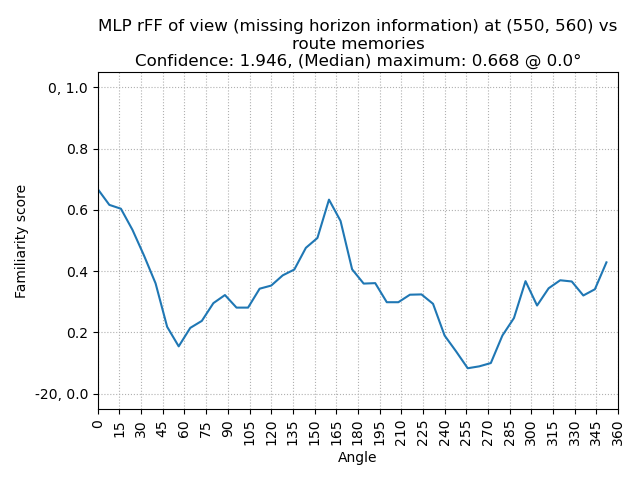 MLP rFF of view (missing horizon information) at (550, 560) vs
route memories
Confidence: 1.946, (Median) maximum: 0.668 @ 0.0°
0, 1.0
0.8
0.6
0.4
0.2
-20, 0.0
Familiarity score
0 15 30 45 60 75 90 105 120 135 150 165 180 195 210 225 240 255 270 285 300 315 330 345 360
Angle